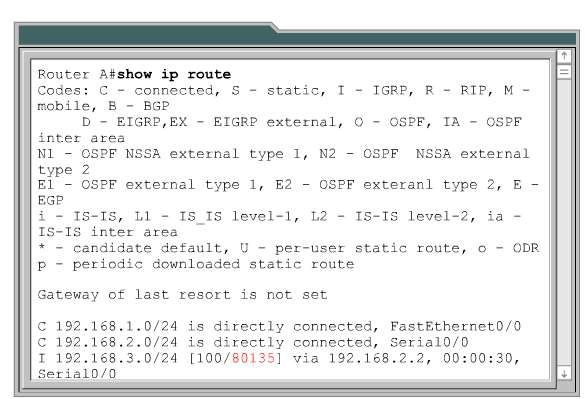 Router A#show ip route
Codes: C - connected, S - static, I - IGRP, R - RIP, M -
mobile, B - BGP
D - EIGRP,EX - EIGRP external, O - OSPF, IA - OSPF
inter area
N1 - OSPF NSSA external type 1, N2 - OSPF NSSA external
type 2
E1 - OSPF external type 1, E2 - OSPF exteranl type 2, E -
EGP
i - IS-IS, L1 - IS_IS level-1, L2 - IS-IS level-2, ia -
IS-IS inter area
* - candidate default, U - per-user static route, o - ODR
p - periodic downloaded static route
Gateway of last resort is not set
C 192.168.1.0/24 is directly connected, FastEthernet0/0
C 192.168.2.0/24 is directly connected, Serial0/0
I 192.168.3.0/24 [100/80135] via 192.168.2.2, 00:00:30,
Serial0/0